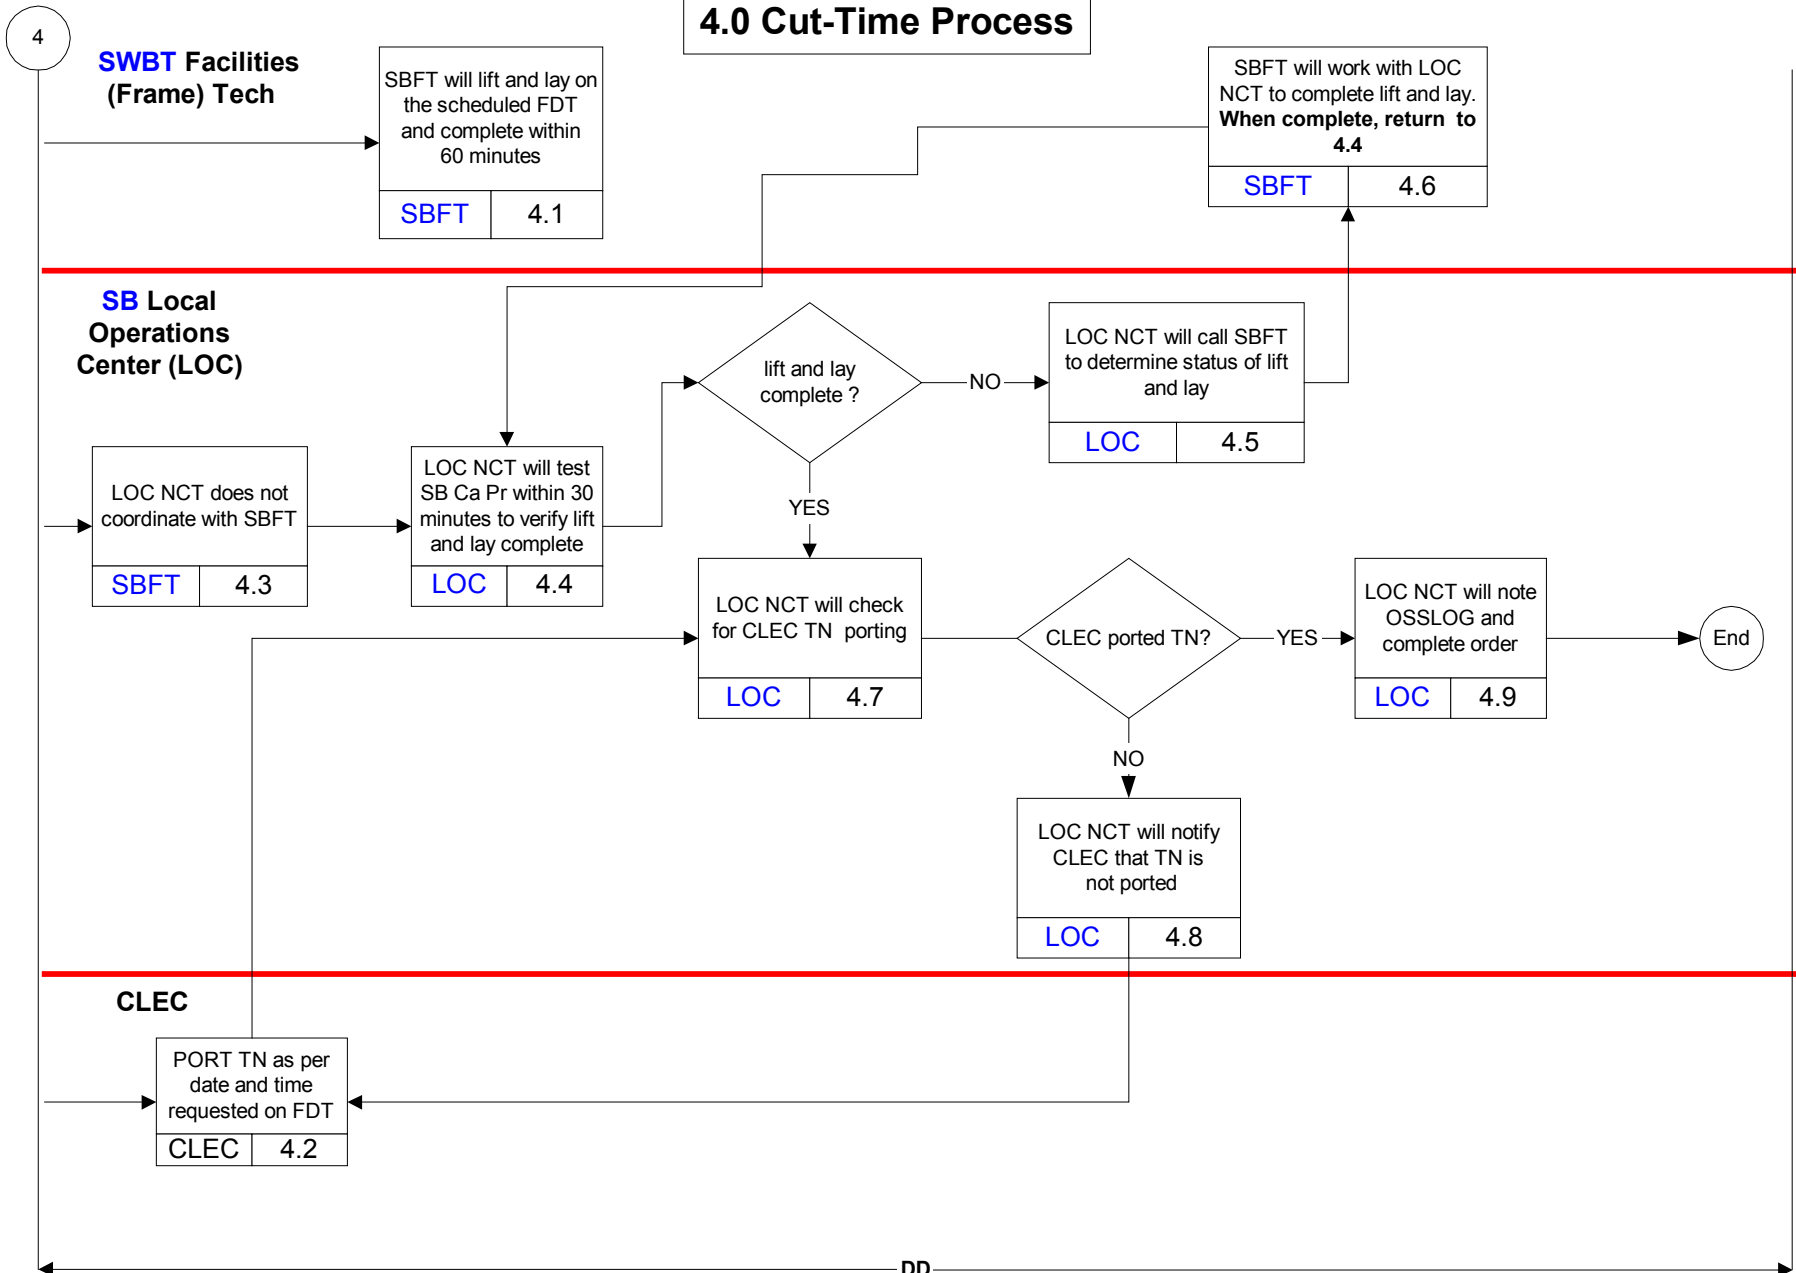 4.0 Cut-Time Process
4
SWBT Facilities
(Frame) Tech
SBFT will lift and lay on
the scheduled FDT
and complete within
60 minutes
SBFT 4.1
SBFT will work with LOC
NCT to complete lift and lay.
When complete, return to
4.4
SBFT 4.6
SB Local
Operations
Center (LOC)
lift and lay
complete ?
NO
YES
LOC NCT will call SBFT
to determine status of lift
and lay
LOC 4.5
LOC NCT does not
coordinate with SBFT
SBFT 4.3
LOC NCT will test
SB Ca Pr within 30
minutes to verify lift
and lay complete
LOC 4.4
LOC NCT will check
for CLEC TN porting
LOC 4.7
CLEC ported TN?
YES
NO
LOC NCT will note
OSSLOG and
complete order
LOC 4.9
End
LOC NCT will notify
CLEC that TN is
not ported
LOC 4.8
CLEC
PORT TN as per
date and time
requested on FDT
CLEC 4.2
DD